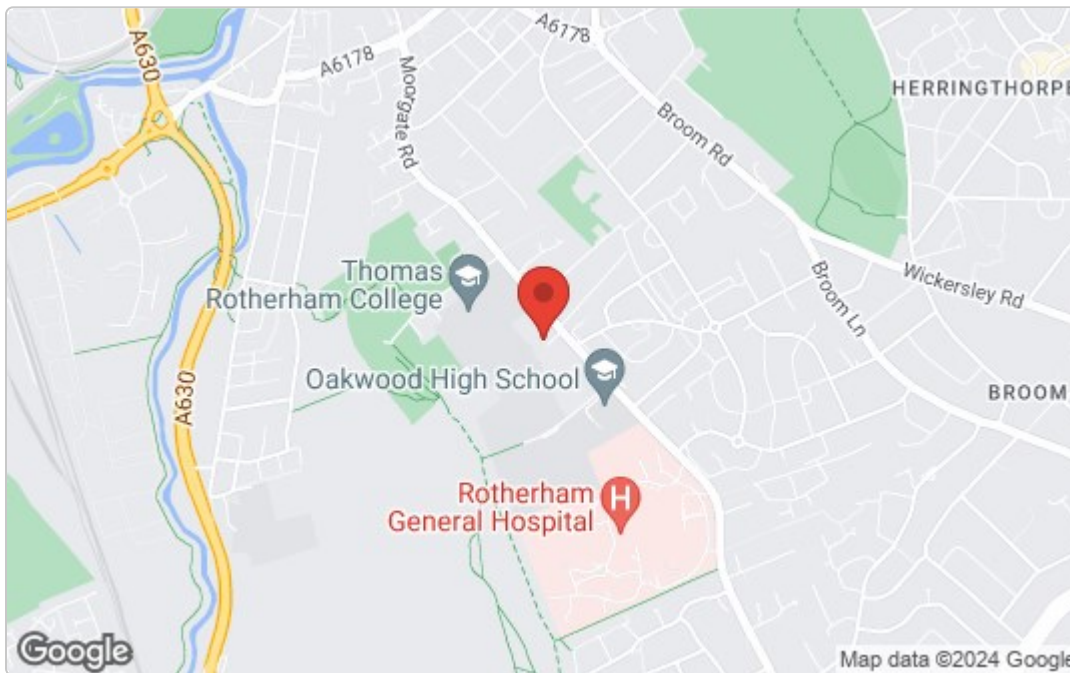 A630
A6178
A6178
Moorgate Rd
Broom Rd
HERRINGTHORPE
Thomas
Rotherham College
Wickersley Rd
Broom Ln
Oakwood High School
A630
BROOM
Rotherham
General Hospital
H
Google
Map data ©2024 Google